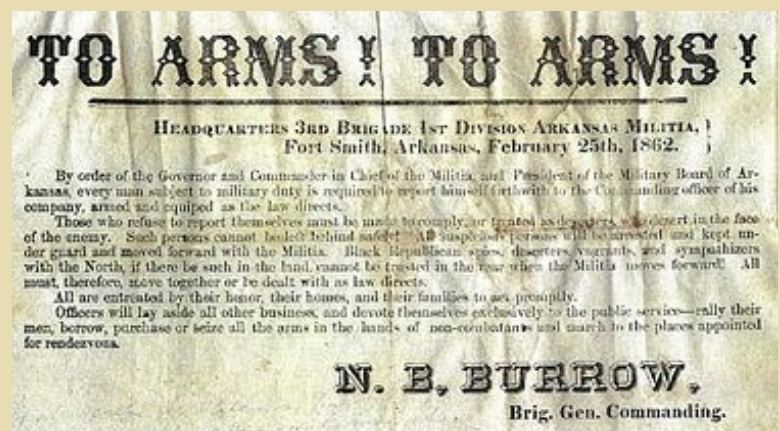 TO ARMS! TO ARMS!
HEADQUARTERS 3RD BRIGADE 1ST DIVISION ARKANSAS MILITIA,
FORT SMITH, ARKANSAS, FEBRUARY 25TH, 1862.
By order of the Governor and Commander in Chief of the Militia, and President of the Military Board of Ar-
kansas, every man subject to military duty is required to report himself forthwith to the Commanding officer of his
company, armed and equiped as the law directs.
Those who refuse to report themselves must be made to comply, or treated as deserters, who desert in the face
of the enemy. Such persons cannot be left behind safely! All suspicious persons will be arrested and kept un-
der guard and moved forward with the Militia. Black Republican spies, deserters, vagrants, and sympathizers
with the North, if there be such in the land, cannot be trusted in the rear when the Militia moves forward! All
must, therefore, move together or be dealt with as law directs.
All are entreated by their honor, their homes, and their families to act promptly.
Officers will lay aside all other business, and devote themselves exclusively to the public service—rally their
men, borrow, purchase or seize all the arms in the hands of non-combatants and march to the places appointed
for rendezvous.
N. B. BURROW,
Brig. Gen. Commanding.